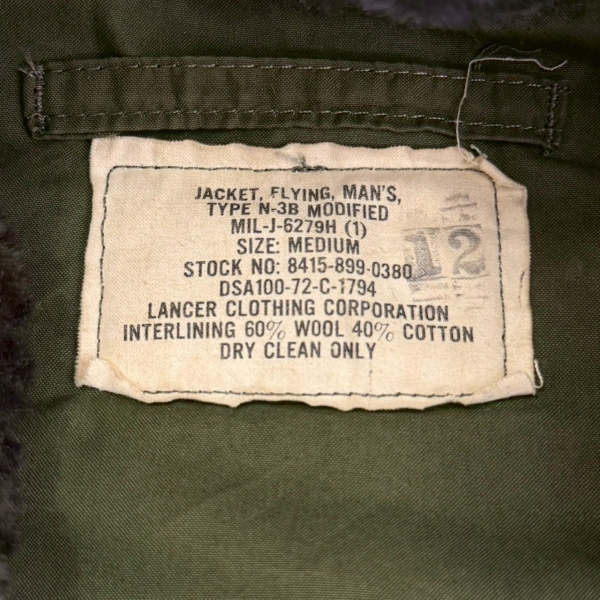 JACKET, FLYING, MAN'S,
TYPE N-3B MODIFIED
MIL-J-6279H (1)
SIZE: MEDIUM
STOCK NO: 8415-899-0380
DSA100-72-C-1794
LANCER CLOTHING CORPORATION
INTERLINING 60% WOOL 40% COTTON
DRY CLEAN ONLY
12